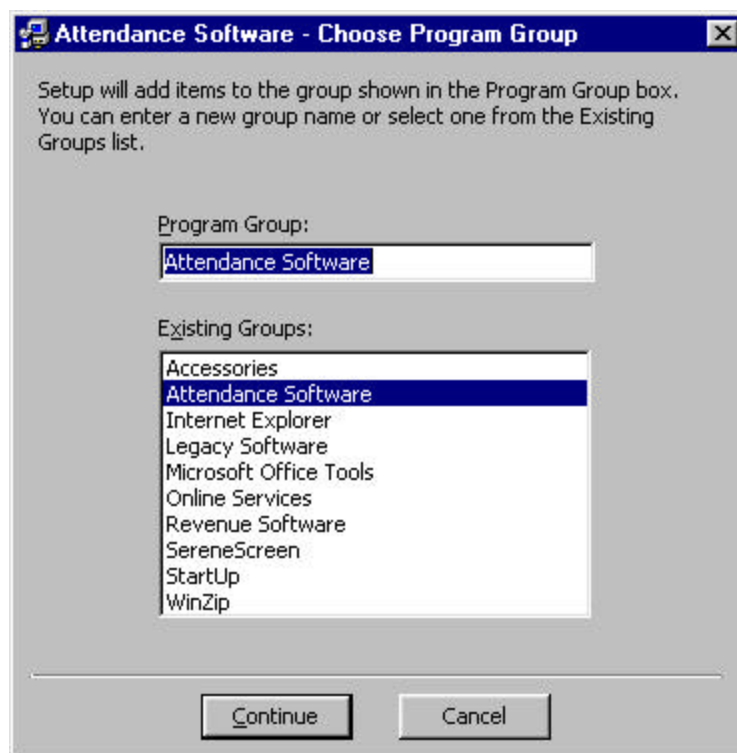 Attendance Software - Choose Program Group
Setup will add items to the group shown in the Program Group box.
You can enter a new group name or select one from the Existing
Groups list.
Program Group:
Attendance Software
Existing Groups:
Accessories
Attendance Software
Internet Explorer
Legacy Software
Microsoft Office Tools
Online Services
Revenue Software
SereneScreen
StartUp
WinZip
Continue
Cancel